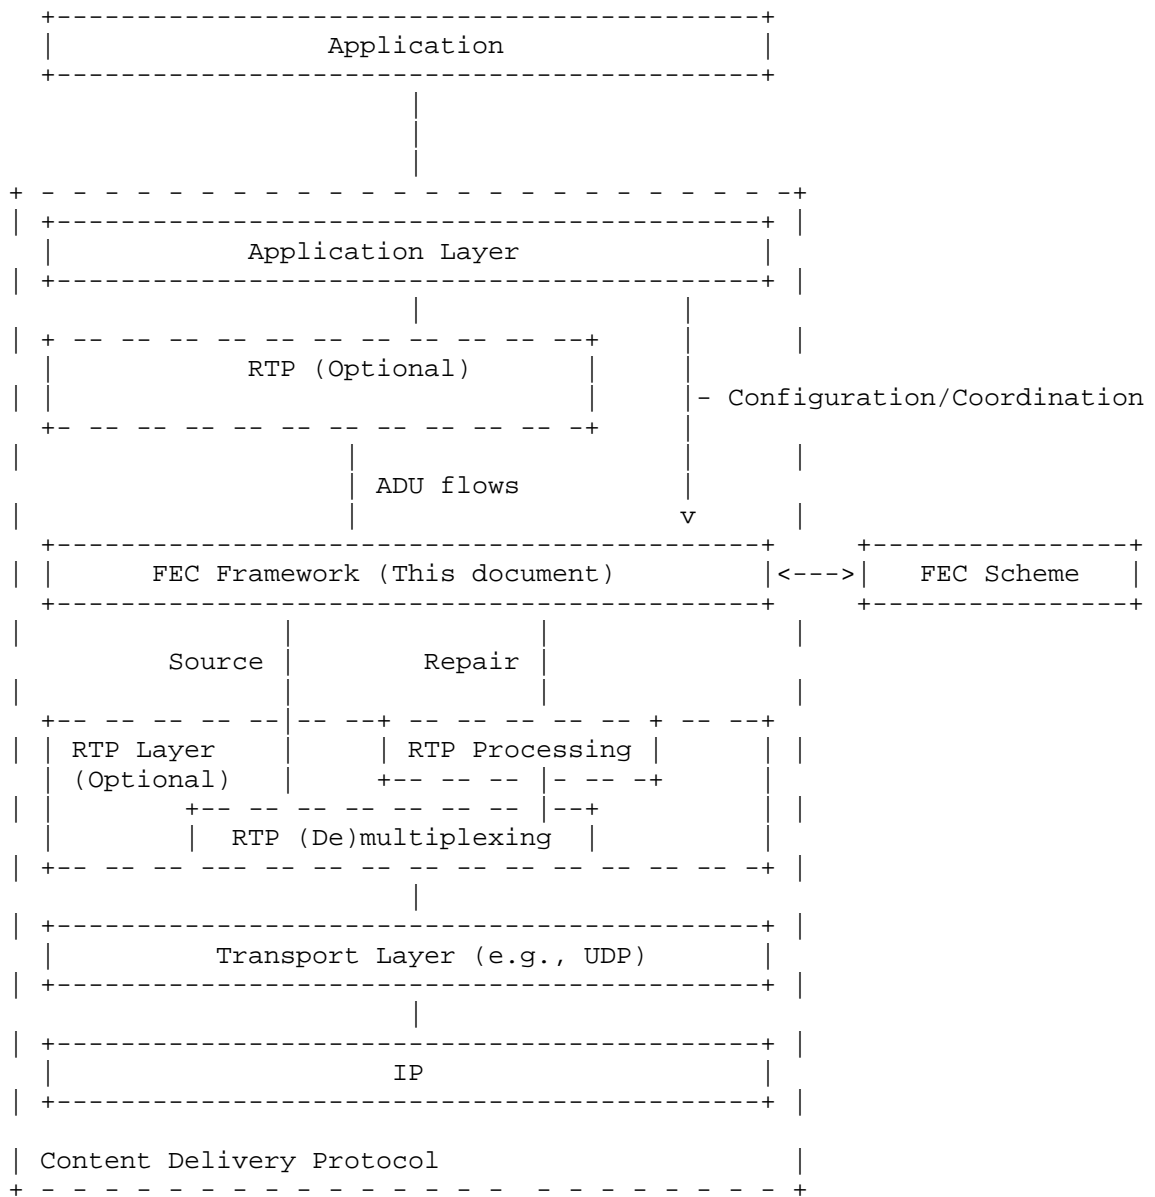 Application
Application Layer
RTP (Optional)
- Configuration/Coordination
ADU flows
v
FEC Framework (This document) <---> FEC Scheme
Source Repair
RTP Layer RTP Processing
(Optional)
RTP (De)multiplexing
Transport Layer (e.g., UDP)
IP
Content Delivery Protocol